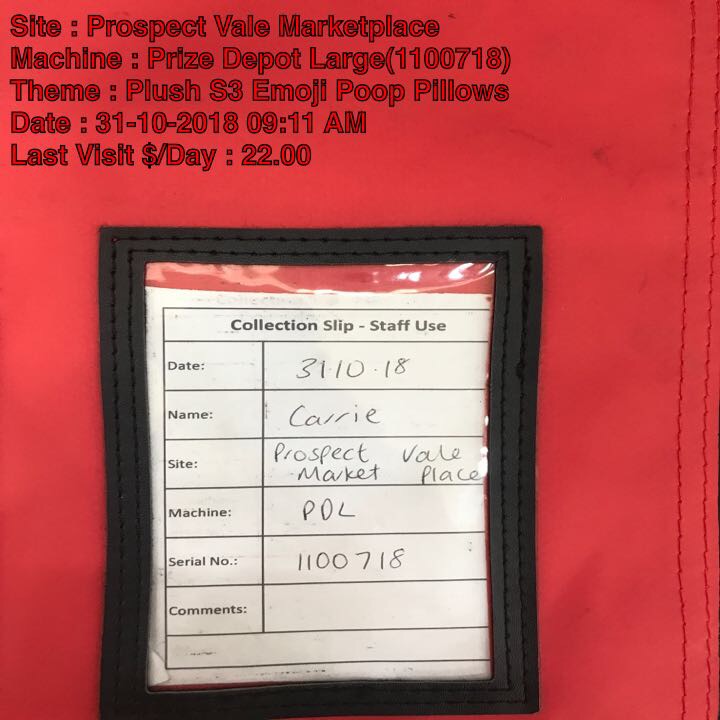 Site : Prospect Vale Marketplace
Machine : Prize Depot Large(1100718)
Theme : Plush S3 Emoji Poop Pillows
Date : 31-10-2018 09:11 AM
Last Visit $/Day : 22.00
Collection Slip - Staff Use
Date: 31.10.18
Name: Carrie
Site: Prospect Vale
Market Place
Machine: PDL
Serial No.: 1100718
Comments: